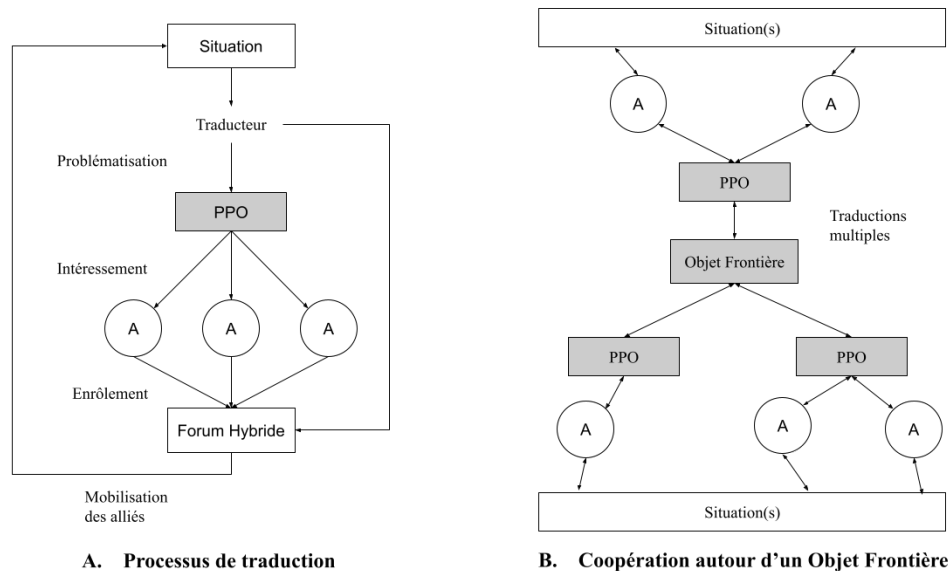 Situation
Traducteur
Problématisation
PPO
Intéressement
A
A
A
Enrôlement
Forum Hybride
Mobilisation
des alliés
A. Processus de traduction
Situation(s)
A
A
PPO
Traductions
multiples
Objet Frontière
PPO
PPO
A
A
A
Situation(s)
B. Coopération autour d'un Objet Frontière